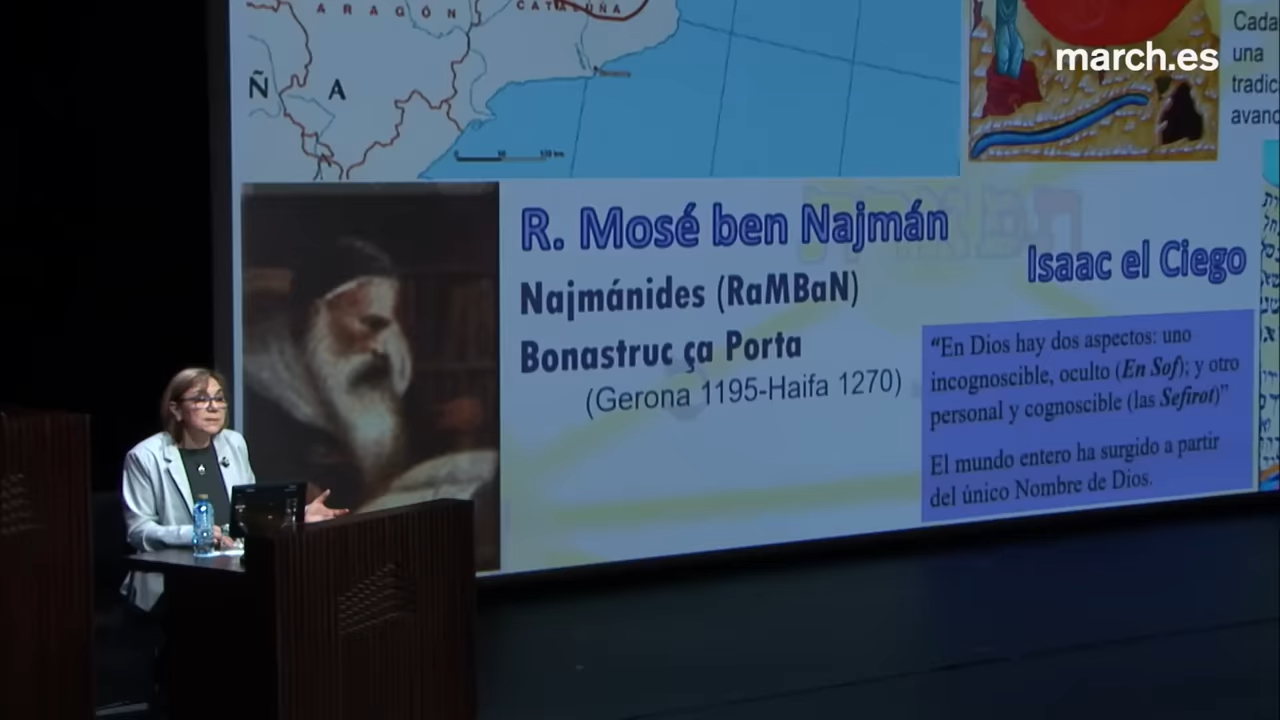 ARAGÓN
CATALUÑA
Ñ A
march.es
Cada
una
tradic
avanc
R. Mosé ben Najmán
Najmánides (RaMBaN)
Bonastruc ça Porta
(Gerona 1195-Haifa 1270)
Isaac el Ciego
“En Dios hay dos aspectos: uno
incognoscible, oculto (En Sof); y otro
personal y cognoscible (las Sefirot)”
El mundo entero ha surgido a partir
del único Nombre de Dios.